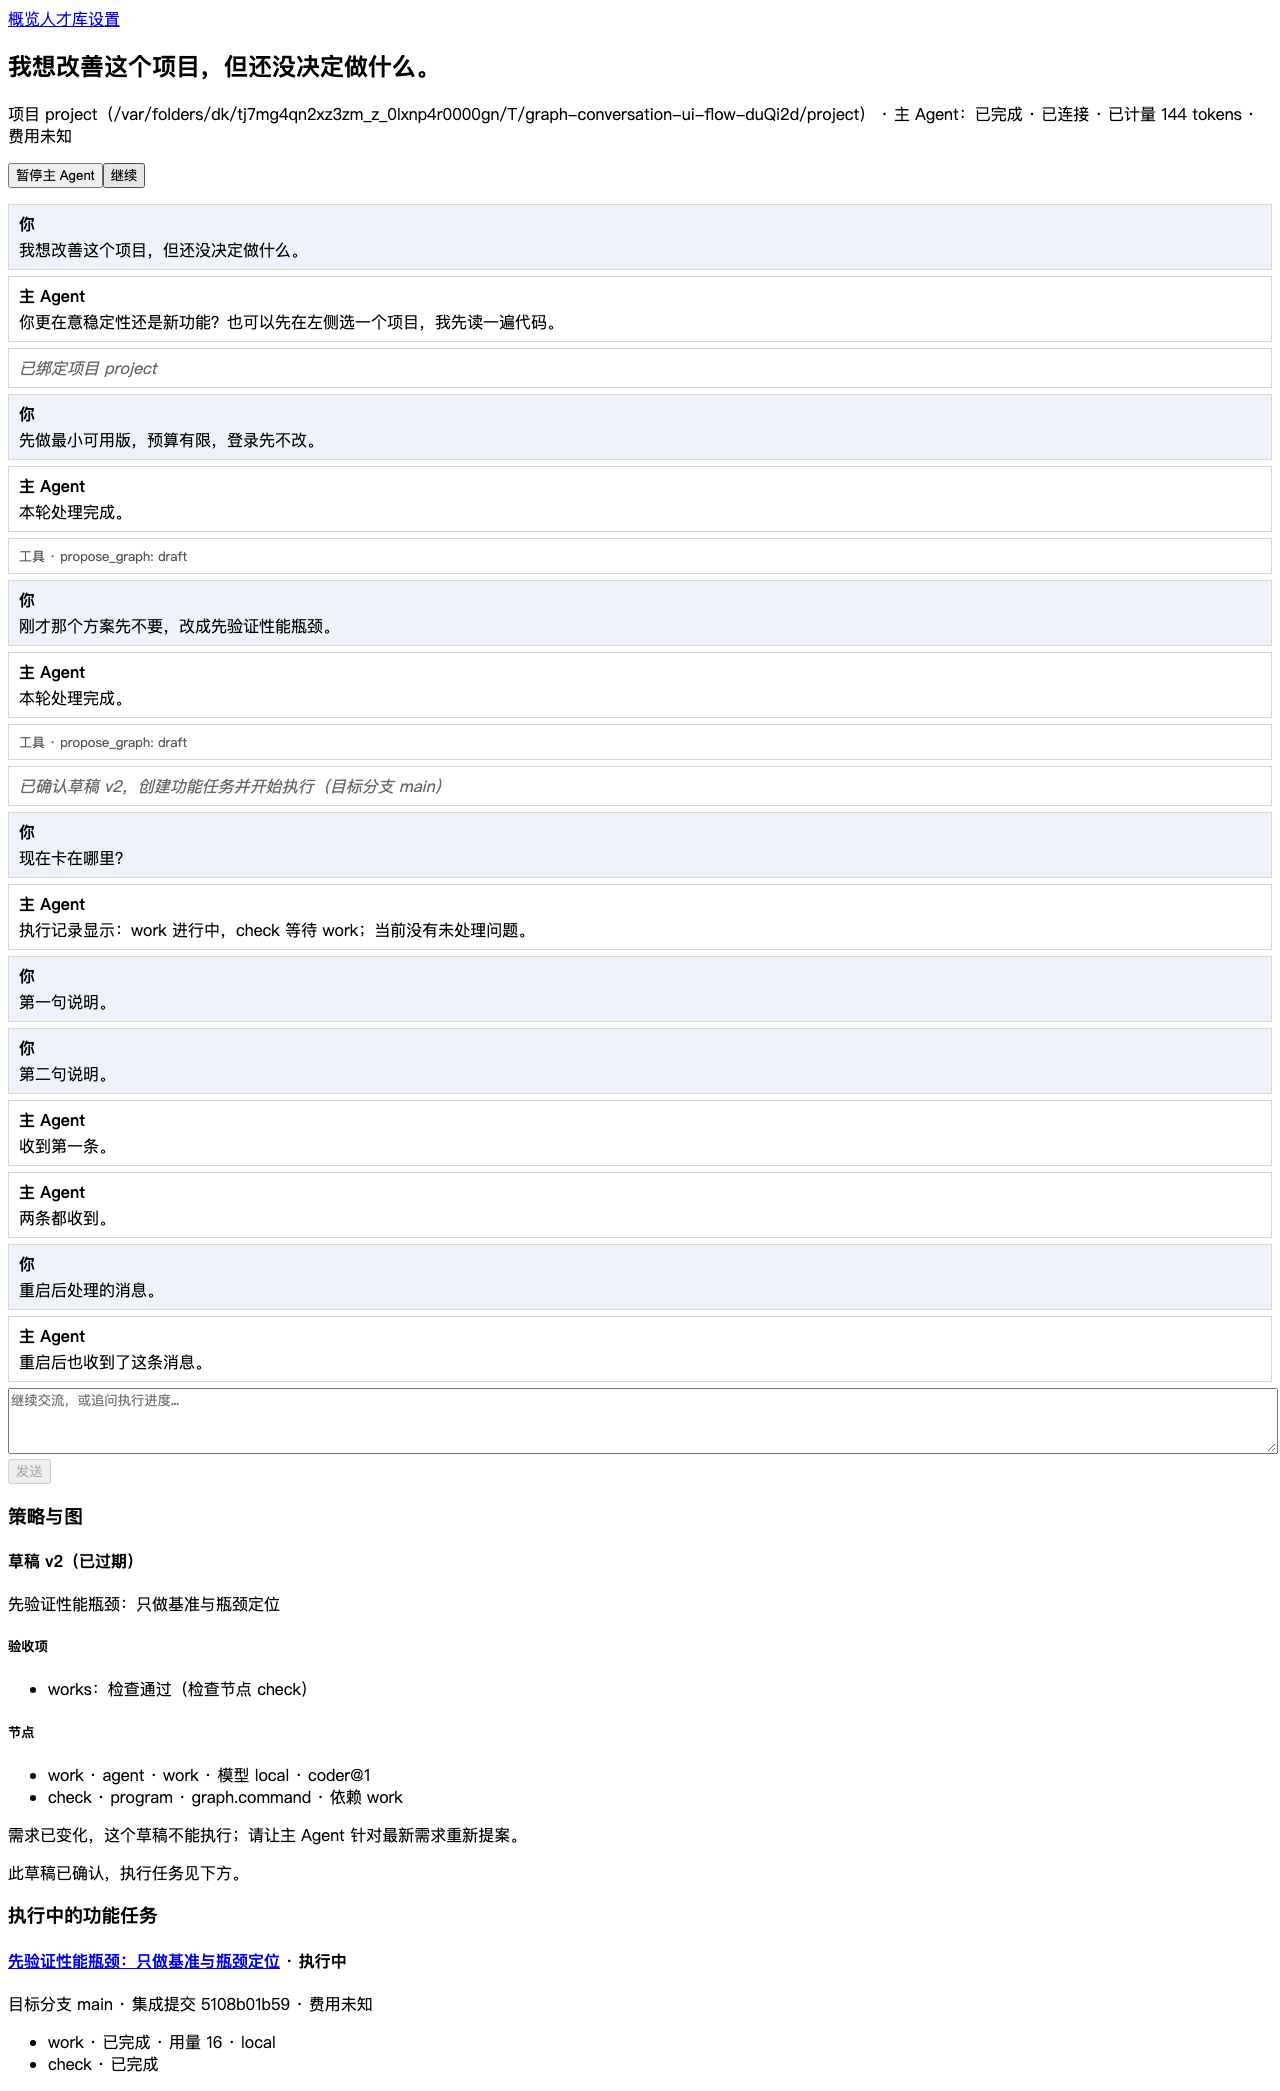 概览人才库设置
我想改善这个项目，但还没决定做什么。
项目 project（/var/folders/dk/tj7mg4qn2xz3zm_z_0lxnp4r0000gn/T/graph-conversation-ui-flow-duQi2d/project） · 主 Agent：已完成 · 已连接 · 已计量 144 tokens ·
费用未知
暂停主 Agent 继续
你
我想改善这个项目，但还没决定做什么。
主 Agent
你更在意稳定性还是新功能？也可以先在左侧选一个项目，我先读一遍代码。
已绑定项目 project
你
先做最小可用版，预算有限，登录先不改。
主 Agent
本轮处理完成。
工具 · propose_graph: draft
你
刚才那个方案先不要，改成先验证性能瓶颈。
主 Agent
本轮处理完成。
工具 · propose_graph: draft
已确认草稿 v2，创建功能任务并开始执行（目标分支 main）
你
现在卡在哪里？
主 Agent
执行记录显示：work 进行中，check 等待 work；当前没有未处理问题。
你
第一句说明。
你
第二句说明。
主 Agent
收到第一条。
主 Agent
两条都收到。
你
重启后处理的消息。
主 Agent
重启后也收到了这条消息。
继续交流，或追问执行进度…
发送
策略与图
草稿 v2（已过期）
先验证性能瓶颈：只做基准与瓶颈定位
验收项
• works：检查通过（检查节点 check）
节点
• work · agent · work · 模型 local · coder@1
• check · program · graph.command · 依赖 work
需求已变化，这个草稿不能执行；请让主 Agent 针对最新需求重新提案。
此草稿已确认，执行任务见下方。
执行中的功能任务
先验证性能瓶颈：只做基准与瓶颈定位 · 执行中
目标分支 main · 集成提交 5108b01b59 · 费用未知
• work · 已完成 · 用量 16 · local
• check · 已完成